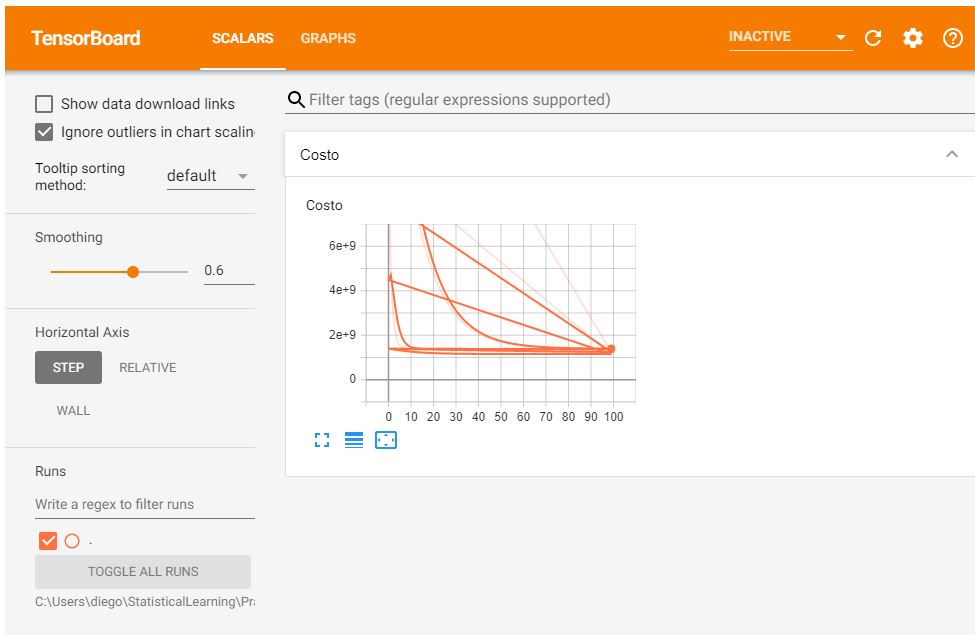 TensorBoard SCALARS GRAPHS INACTIVE
Show data download links
Ignore outliers in chart scalin
Tooltip sorting
method:
default
Smoothing
0.6
Horizontal Axis
STEP RELATIVE
WALL
Runs
Write a regex to filter runs
.
TOGGLE ALL RUNS
C:\Users\diego\StatisticalLearning\Pra
Filter tags (regular expressions supported)
Costo
Costo
6e+9
4e+9
2e+9
0
0 10 20 30 40 50 60 70 80 90 100